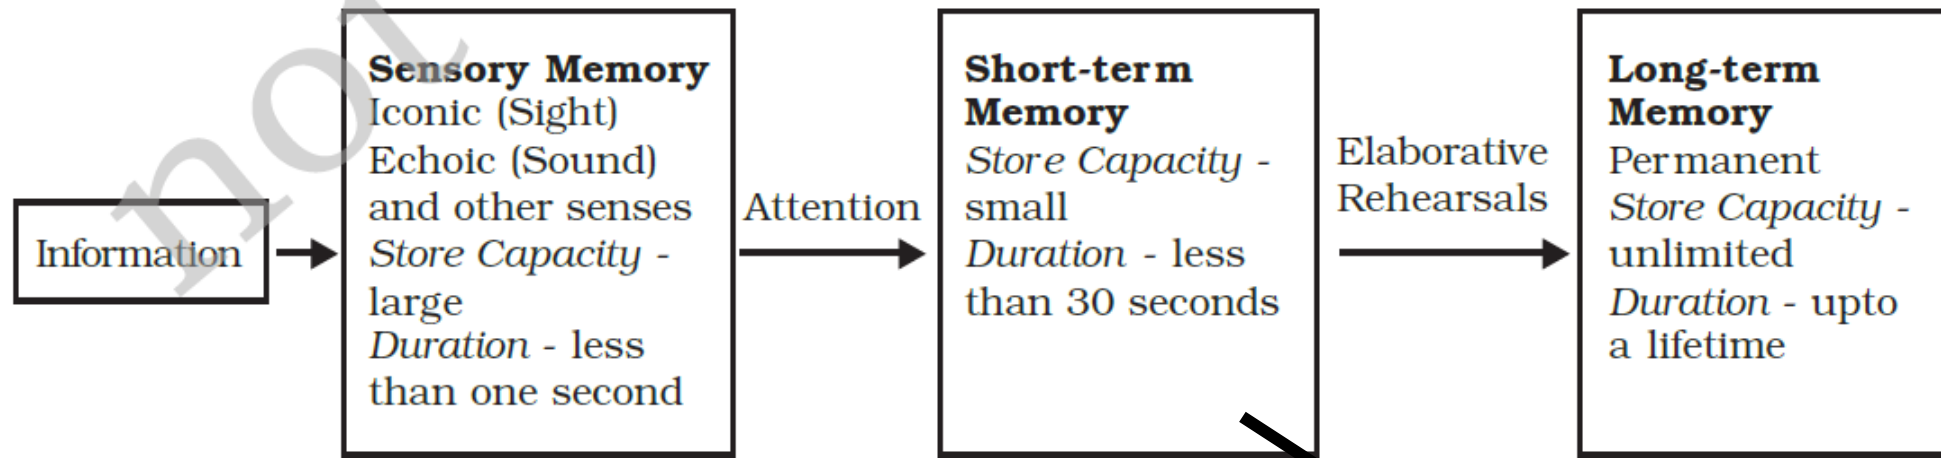 not
Information
Sensory Memory
Iconic (Sight)
Echoic (Sound)
and other senses
Store Capacity -
large
Duration - less
than one second
Attention
Short-term
Memory
Store Capacity -
small
Duration - less
than 30 seconds
Elaborative
Rehearsals
Long-term
Memory
Permanent
Store Capacity -
unlimited
Duration - upto
a lifetime